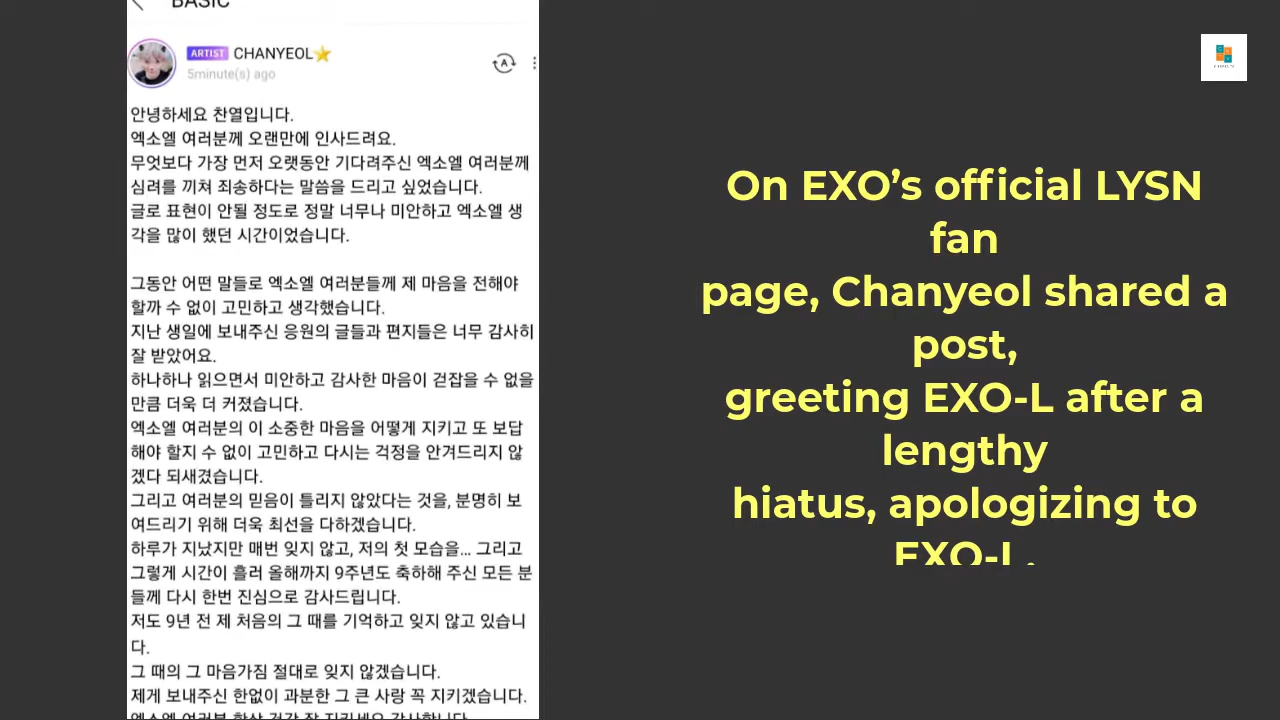 BASIC
ARTIST CHANYEOL⭐
5minute(s) ago
안녕하세요 찬열입니다.
엑소엘 여러분께 오랜만에 인사드려요.
무엇보다 가장 먼저 오랫동안 기다려주신 엑소엘 여러분께
심려를 끼쳐 죄송하다는 말씀을 드리고 싶었습니다.
글로 표현이 안될 정도로 정말 너무나 미안하고 엑소엘 생
각을 많이 했던 시간이었습니다.
그동안 어떤 말들로 엑소엘 여러분들께 제 마음을 전해야
할까 수 없이 고민하고 생각했습니다.
지난 생일에 보내주신 응원의 글들과 편지들은 너무 감사히
잘 받았어요.
하나하나 읽으면서 미안하고 감사한 마음이 걷잡을 수 없을
만큼 더욱 더 커졌습니다.
엑소엘 여러분의 이 소중한 마음을 어떻게 지키고 또 보답
해야 할지 수 없이 고민하고 다시는 걱정을 안겨드리지 않
겠다 되새겼습니다.
그리고 여러분의 믿음이 틀리지 않았다는 것을, 분명히 보
여드리기 위해 더욱 최선을 다하겠습니다.
하루가 지났지만 매번 잊지 않고, 저의 첫 모습을... 그리고
그렇게 시간이 흘러 올해까지 9주년도 축하해 주신 모든 분
들께 다시 한번 진심으로 감사드립니다.
저도 9년 전 제 처음의 그 때를 기억하고 잊지 않고 있습니
다.
그 때의 그 마음가짐 절대로 잊지 않겠습니다.
제게 보내주신 한없이 과분한 그 큰 사랑 꼭 지키겠습니다.
엑소엘 여러분 항상 건강 잘 지키세요 감사합니다
On EXO’s official LYSN
fan
page, Chanyeol shared a
post,
greeting EXO-L after a
lengthy
hiatus, apologizing to
EXO-L.